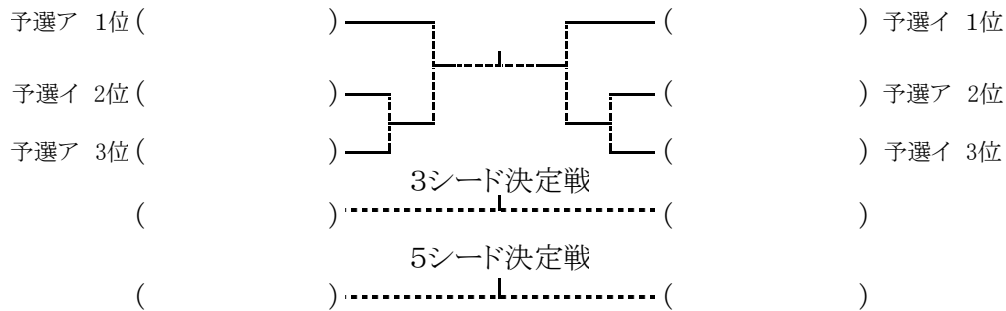 予選ア 1位 (　　　) (　　　) 予選イ 1位
予選イ 2位 (　　　) (　　　) 予選ア 2位
予選ア 3位 (　　　) (　　　) 予選イ 3位
3シード決定戦
(　　　) (　　　)
5シード決定戦
(　　　) (　　　)